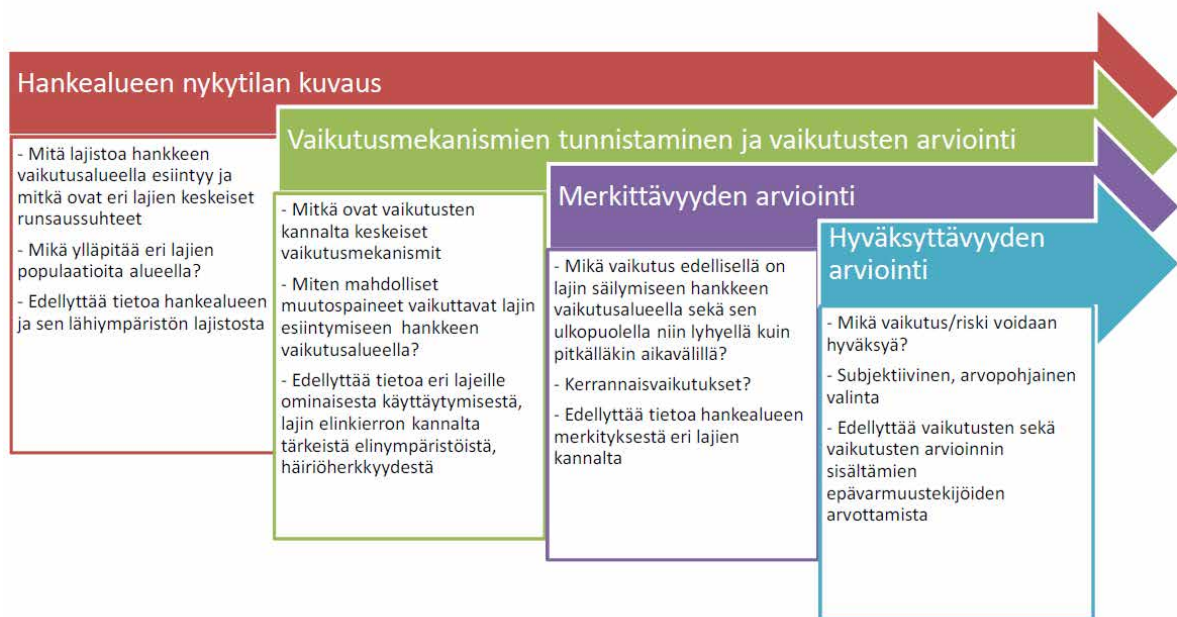 Hankealueen nykytilan kuvaus
- Mitä lajistoa hankkeen
vaikutusalueella esiintyy ja
mitkä ovat eri lajien keskeiset
runsaussuhteet
- Mikä ylläpitää eri lajien
populaatioita alueella?
- Edellyttää tietoa hankealueen
ja sen lähiympäristön lajistosta
Vaikutusmekanismien tunnistaminen ja vaikutusten arviointi
- Mitkä ovat vaikutusten
kannalta keskeiset
vaikutusmekanismit
- Miten mahdolliset
muutospaineet vaikuttavat lajin
esiintymiseen hankkeen
vaikutusalueella?
- Edellyttää tietoa eri lajeille
ominaisesta käyttäytymisestä,
lajin elinkierron kannalta
tärkeistä elinympäristöistä,
häiriöherkkyydestä
Merkittävyyden arviointi
- Mikä vaikutus edellisellä on
lajin säilymiseen hankkeen
vaikutusalueella sekä sen
ulkopuolella niin lyhyellä kuin
pitkälläkin aikavälillä?
- Kerrannaisvaikutukset?
- Edellyttää tietoa hankealueen
merkityksestä eri lajien
kannalta
Hyväksyttävyyden
arviointi
- Mikä vaikutus/riski voidaan
hyväksyä?
- Subjektiivinen, arvopohjainen
valinta
- Edellyttää vaikutusten sekä
vaikutusten arvioinnin
sisältämien
epävarmuustekijöiden
arvottamista